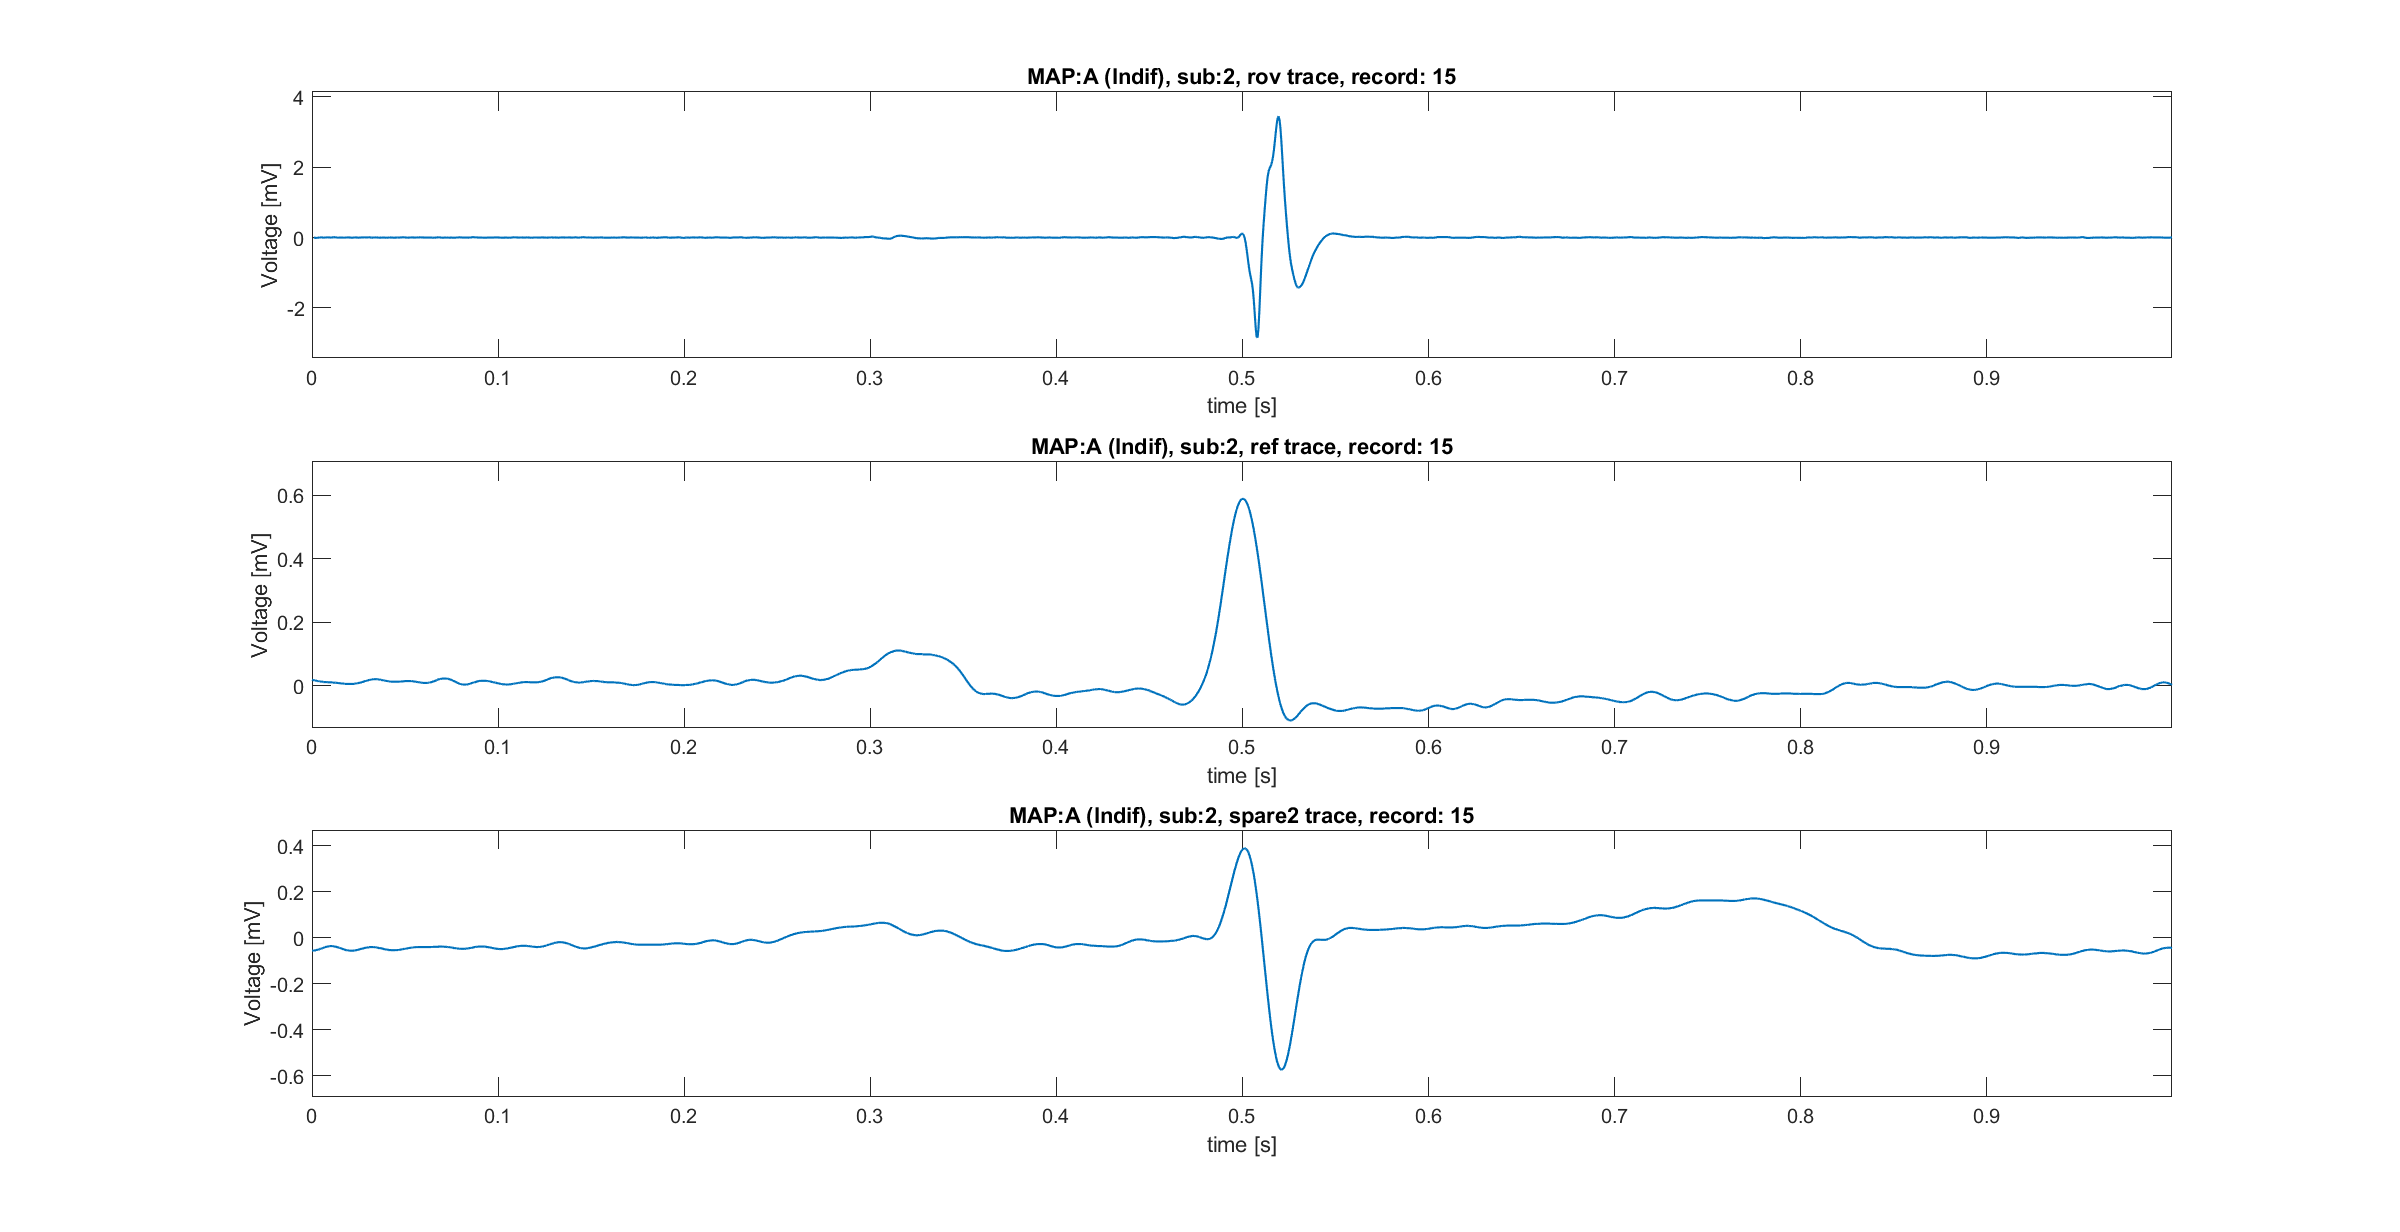 MAP:A (Indif), sub:2, rov trace, record: 15
4
2
0
-2
Voltage [mV]
0 0.1 0.2 0.3 0.4 0.5 0.6 0.7 0.8 0.9
time [s]
MAP:A (Indif), sub:2, ref trace, record: 15
0.6
0.4
0.2
0
Voltage [mV]
0 0.1 0.2 0.3 0.4 0.5 0.6 0.7 0.8 0.9
time [s]
MAP:A (Indif), sub:2, spare2 trace, record: 15
0.4
0.2
0
-0.2
-0.4
-0.6
Voltage [mV]
0 0.1 0.2 0.3 0.4 0.5 0.6 0.7 0.8 0.9
time [s]